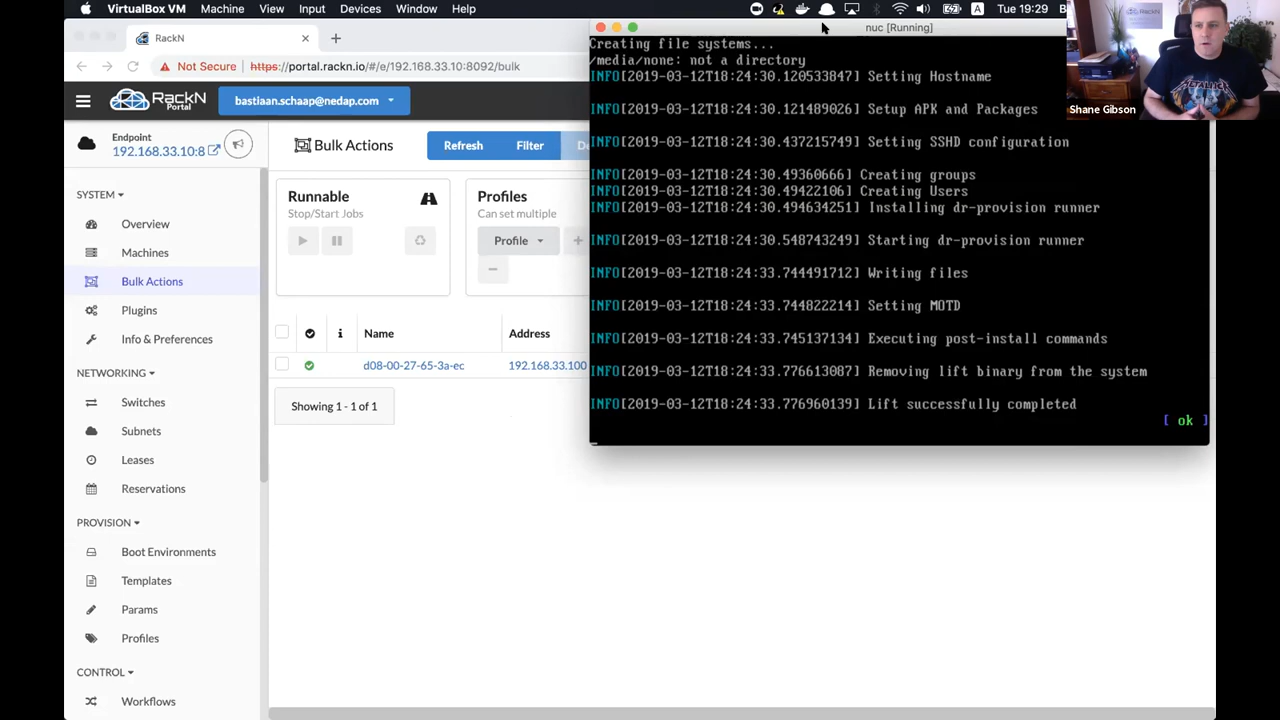 VirtualBox VM Machine Input Devices Window Help
Tue 19:29
RackN
Not Secure https://portal.rackn.io/#/e/192.168.33.10:8092/bulk
RackN
Portal
bastiaan.schaap@nedap.com
Endpoint
192.168.33.10:8
SYSTEM
Overview
Machines
Bulk Actions
Plugins
Info & Preferences
NETWORKING
Switches
Subnets
Leases
Reservations
PROVISION
Boot Environments
Templates
Params
Profiles
CONTROL
Workflows
Bulk Actions
Refresh
Filter
Runnable
Stop/Start Jobs
Profiles
Can set multiple
Profile
Name
Address
d08-00-27-65-3a-ec
192.168.33.100
Showing 1 - 1 of 1
nuc [Running]
Creating file systems...
/media/none: not a directory
INFO[2019-03-12T18:24:30.120533847] Setting Hostname
INFO[2019-03-12T18:24:30.121489026] Setup APK and Packages
INFO[2019-03-12T18:24:30.437215749] Setting SSHD configuration
INFO[2019-03-12T18:24:30.49360666] Creating groups
INFO[2019-03-12T18:24:30.49422106] Creating Users
INFO[2019-03-12T18:24:30.494634251] Installing dr-provision runner
INFO[2019-03-12T18:24:30.548743249] Starting dr-provision runner
INFO[2019-03-12T18:24:33.744491712] Writing files
INFO[2019-03-12T18:24:33.744822214] Setting MOTD
INFO[2019-03-12T18:24:33.745137134] Executing post-install commands
INFO[2019-03-12T18:24:33.776613087] Removing lift binary from the system
INFO[2019-03-12T18:24:33.776960139] Lift successfully completed
[ ok ]
Shane Gibson